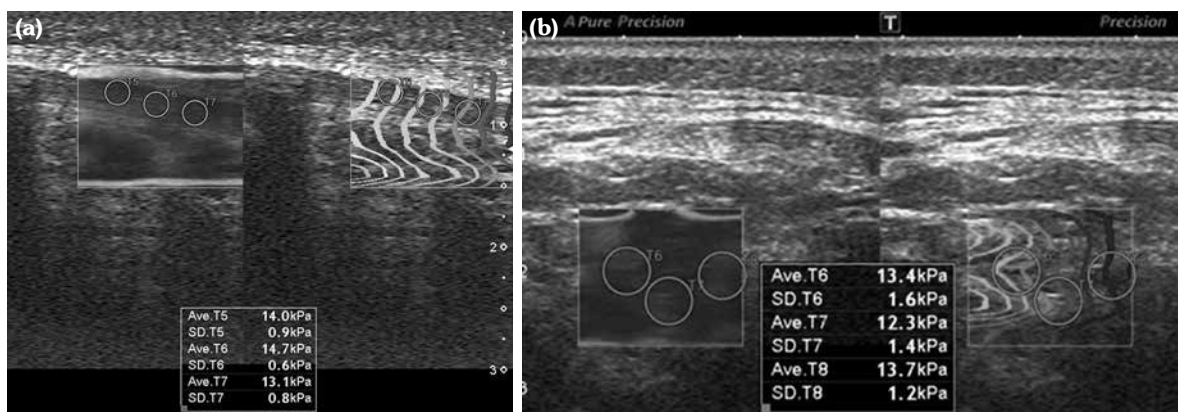 (a)
T5
T6
T7
1
2
3
Ave.T5 14.0kPa
SD.T5 0.9kPa
Ave.T6 14.7kPa
SD.T6 0.6kPa
Ave.T7 13.1kPa
SD.T7 0.8kPa
(b)
A Pure Precision
T
Precision
T6
Ave.T6 13.4kPa
SD.T6 1.6kPa
Ave.T7 12.3kPa
SD.T7 1.4kPa
Ave.T8 13.7kPa
SD.T8 1.2kPa